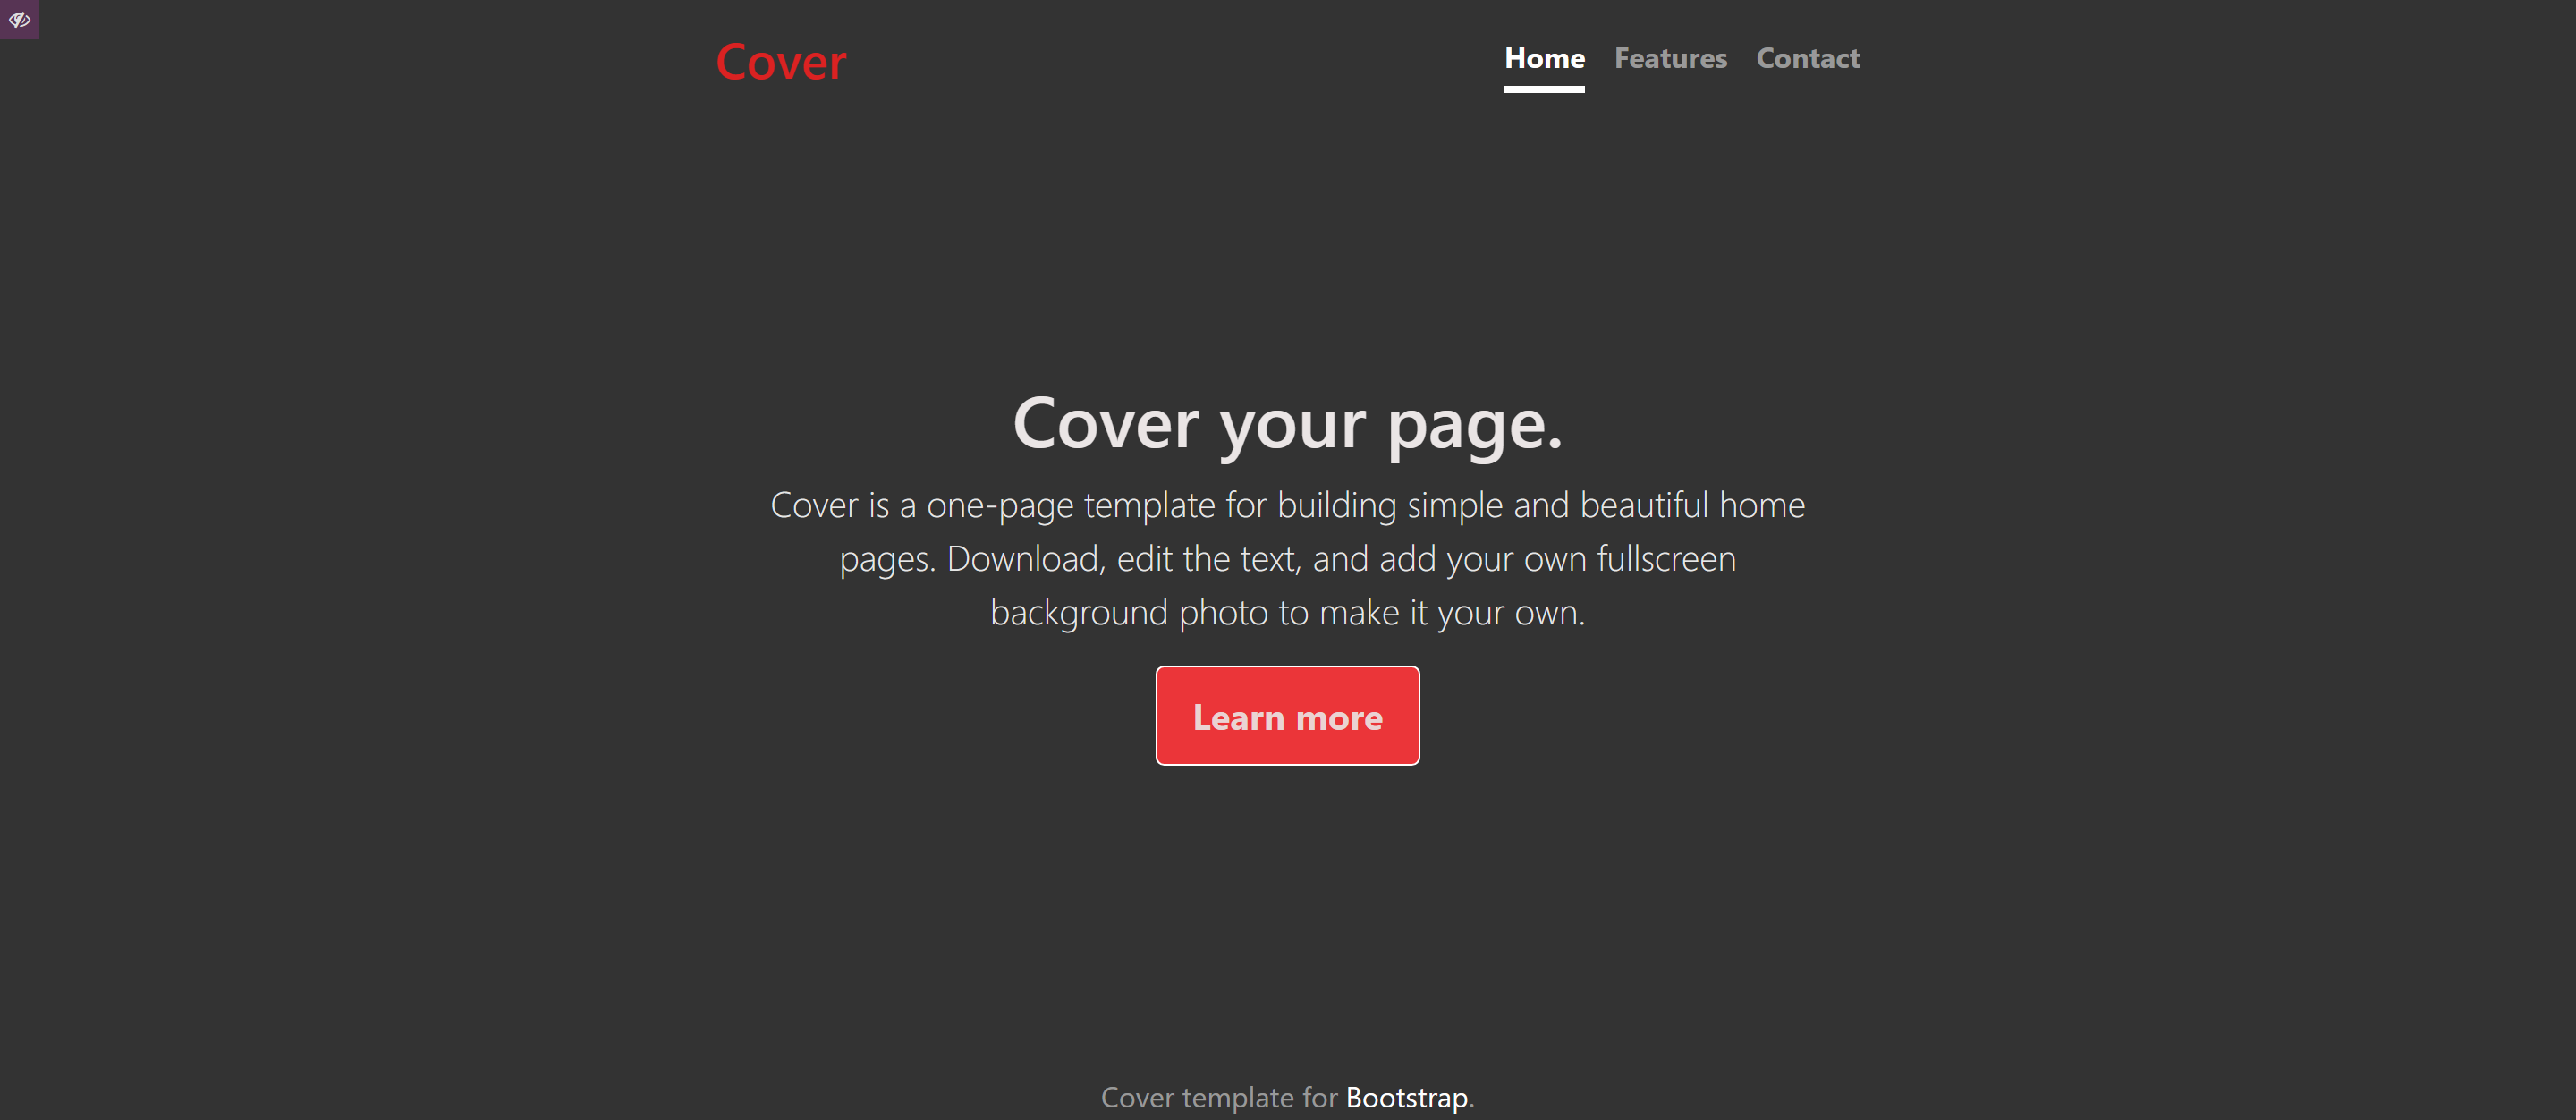 Cover
Home Features Contact
Cover your page.
Cover is a one-page template for building simple and beautiful home
pages. Download, edit the text, and add your own fullscreen
background photo to make it your own.
Learn more
Cover template for Bootstrap.